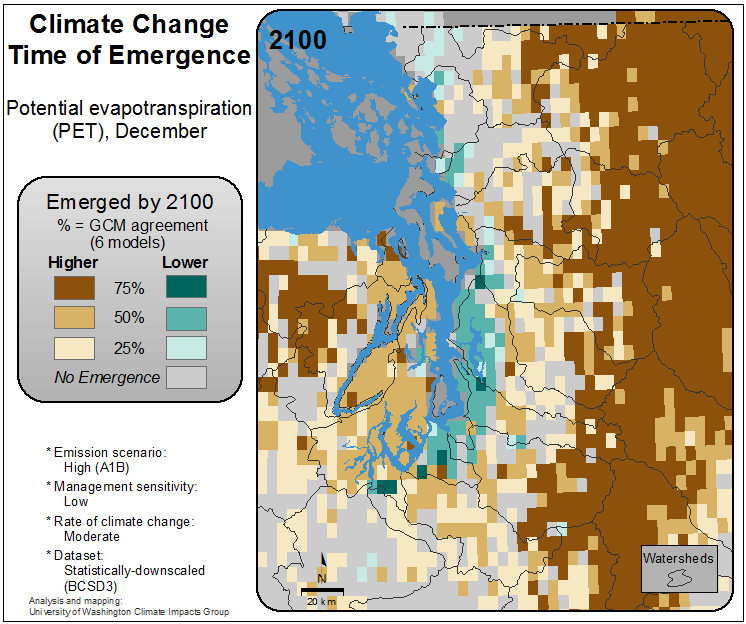 Climate Change
Time of Emergence
Potential evapotranspiration
(PET), December
Emerged by 2100
% = GCM agreement
(6 models)
Higher Lower
75%
50%
25%
No Emergence
* Emission scenario:
High (A1B)
* Management sensitivity:
Low
* Rate of climate change:
Moderate
* Dataset:
Statistically-downscaled
(BCSD3)
Analysis and mapping:
University of Washington Climate Impacts Group
2100
N
20 km
Watersheds